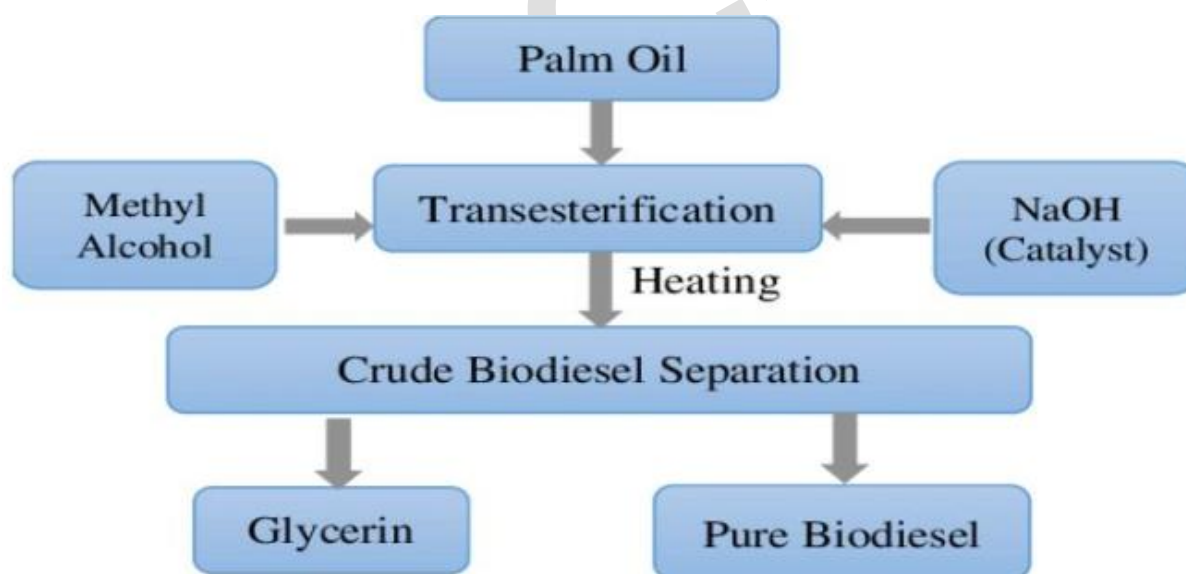 Palm Oil
Methyl
Alcohol
Transesterification
NaOH
(Catalyst)
Heating
Crude Biodiesel Separation
Glycerin
Pure Biodiesel